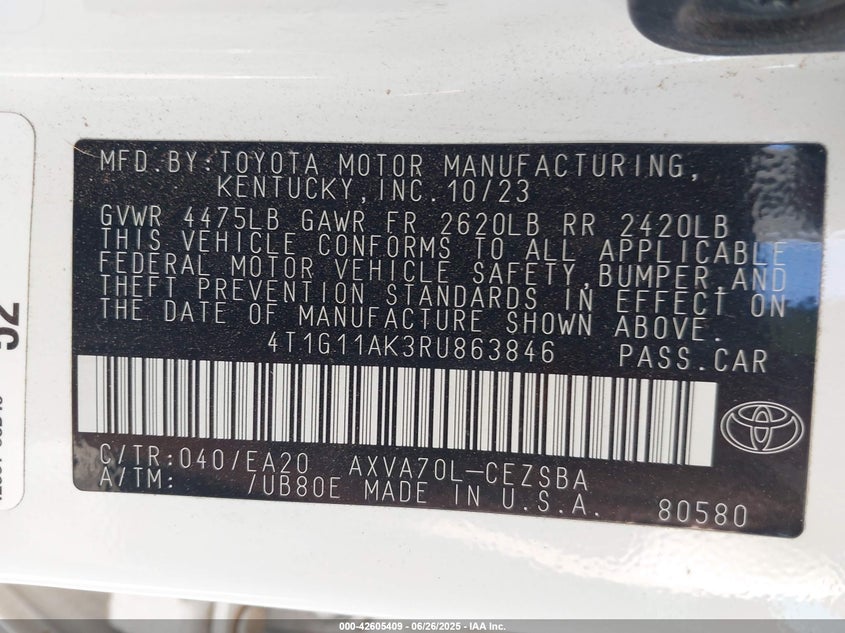 MFD.BY:TOYOTA MOTOR MANUFACTURING,
KENTUCKY,INC.10/23
GVWR 4475LB GAWR FR 2620LB RR 2420LB
THIS VEHICLE CONFORMS TO ALL APPLICABLE
FEDERAL MOTOR VEHICLE SAFETY,BUMPER,AND
THEFT PREVENTION STANDARDS IN EFFECT ON
THE DATE OF MANUFACTURE SHOWN ABOVE.
4T1G11AK3RU863846 PASS.CAR
C/TR:040/EA20 AXVA70L-CEZSBA
A/TM: /UB80E MADE IN U.S.A. 80580
52
000-42605409 - 06/26/2025 - IAA Inc.